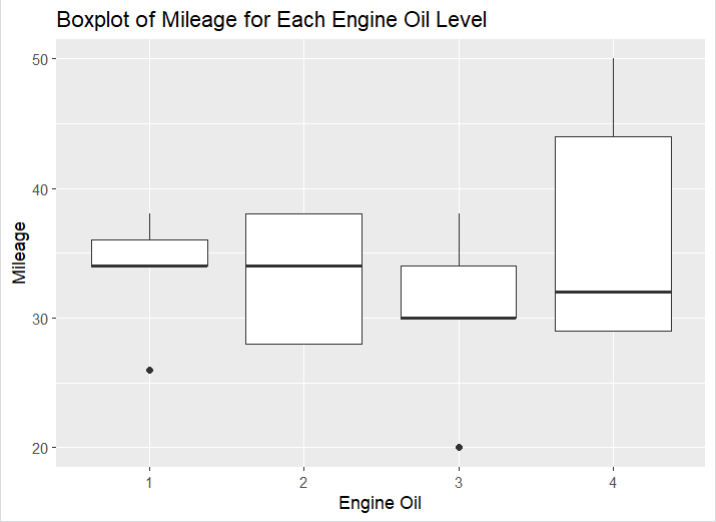 Boxplot of Mileage for Each Engine Oil Level
50
40
30
20
Mileage
1 2 3 4
Engine Oil